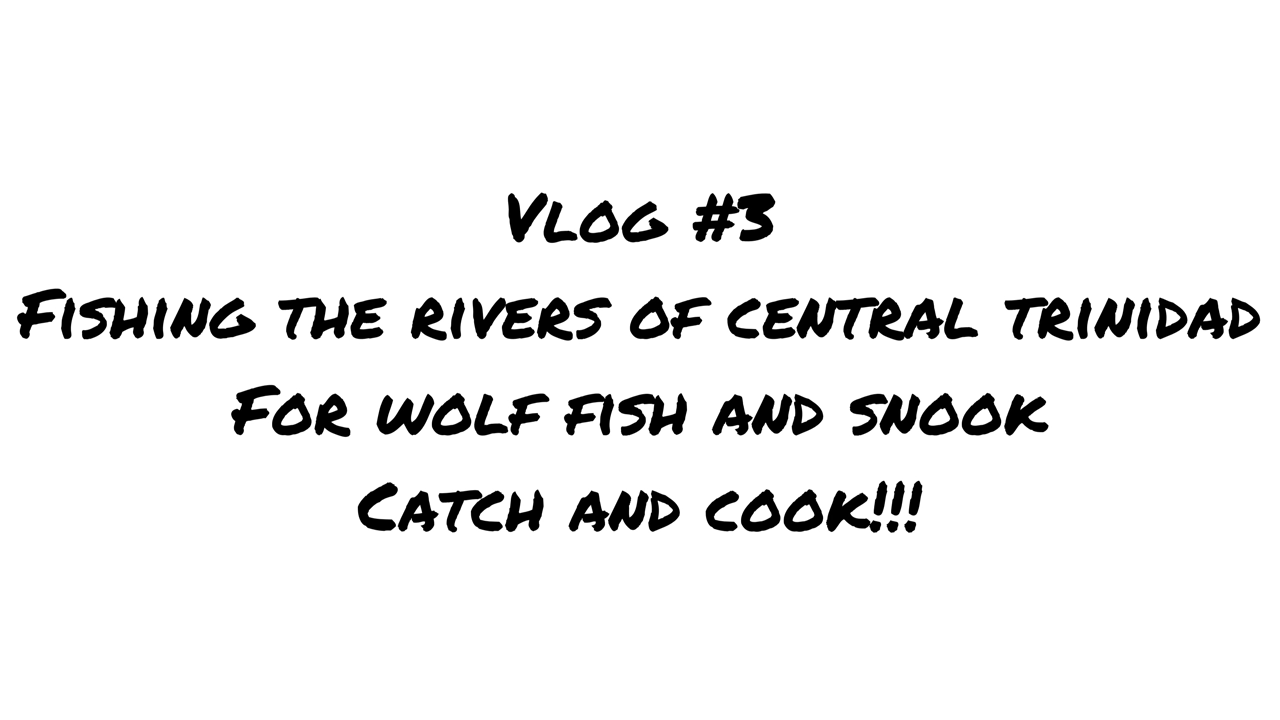 Vlog #3
Fishing the rivers of central trinidad
For wolf fish and snook
Catch and cook!!!